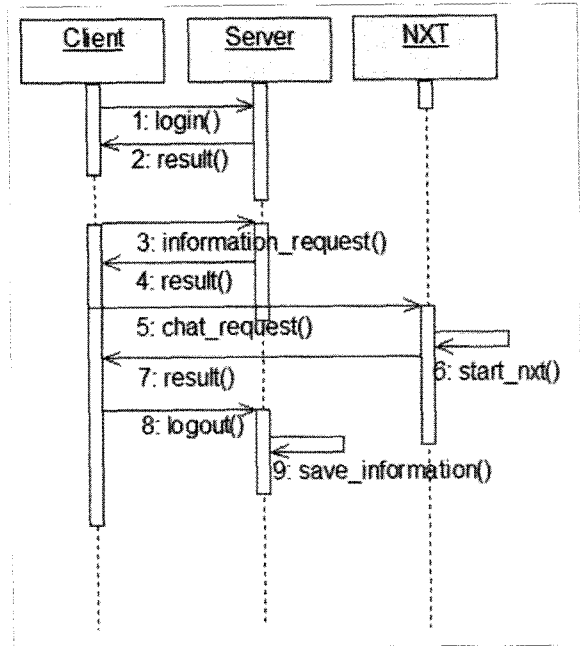 Client
Server
NXT
1: login()
2: result()
3: information_request()
4: result()
5: chat_request()
6: start_nxt()
7: result()
8: logout()
9: save_information()